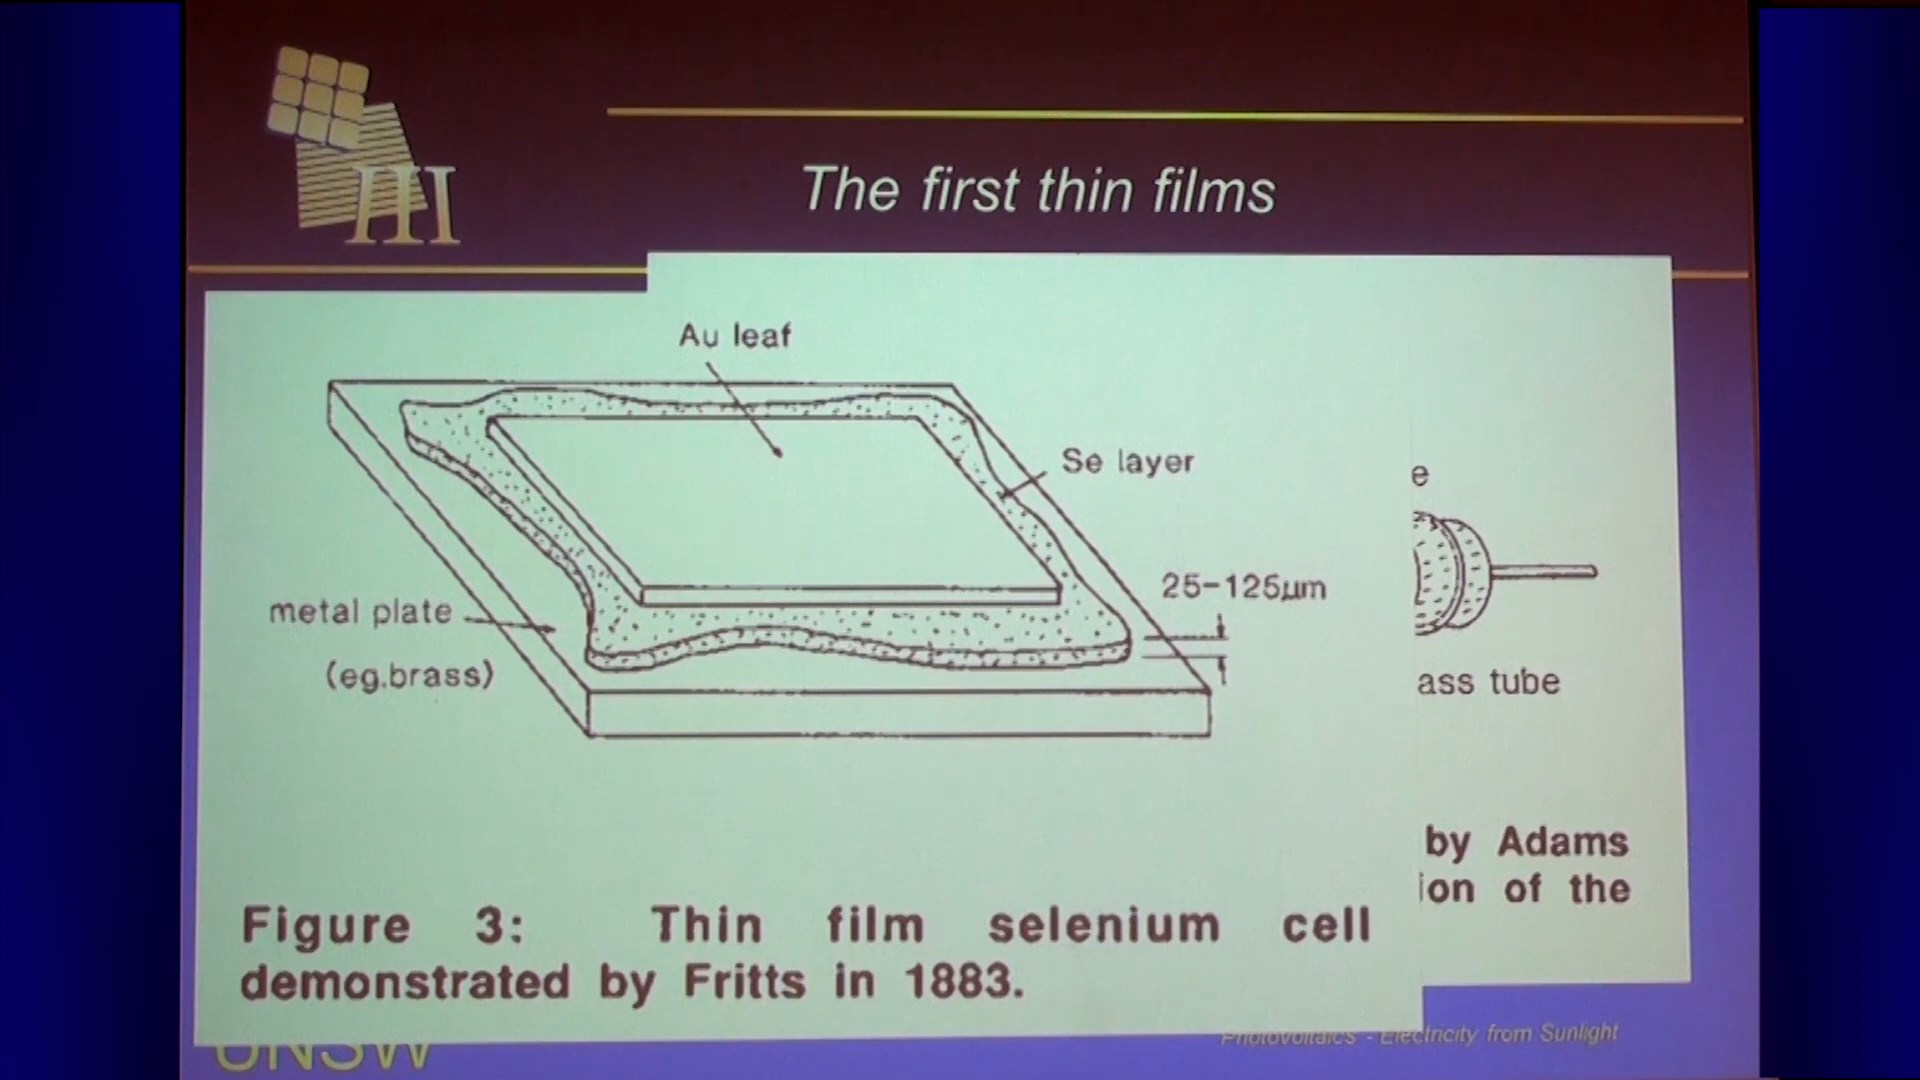 III
The first thin films
Au leaf
Se layer
e
25-125μm
metal plate
(eg.brass)
ass tube
by Adams
ion of the
Figure 3: Thin film selenium cell
demonstrated by Fritts in 1883.
UNSW
Photovoltaics - Electricity from Sunlight